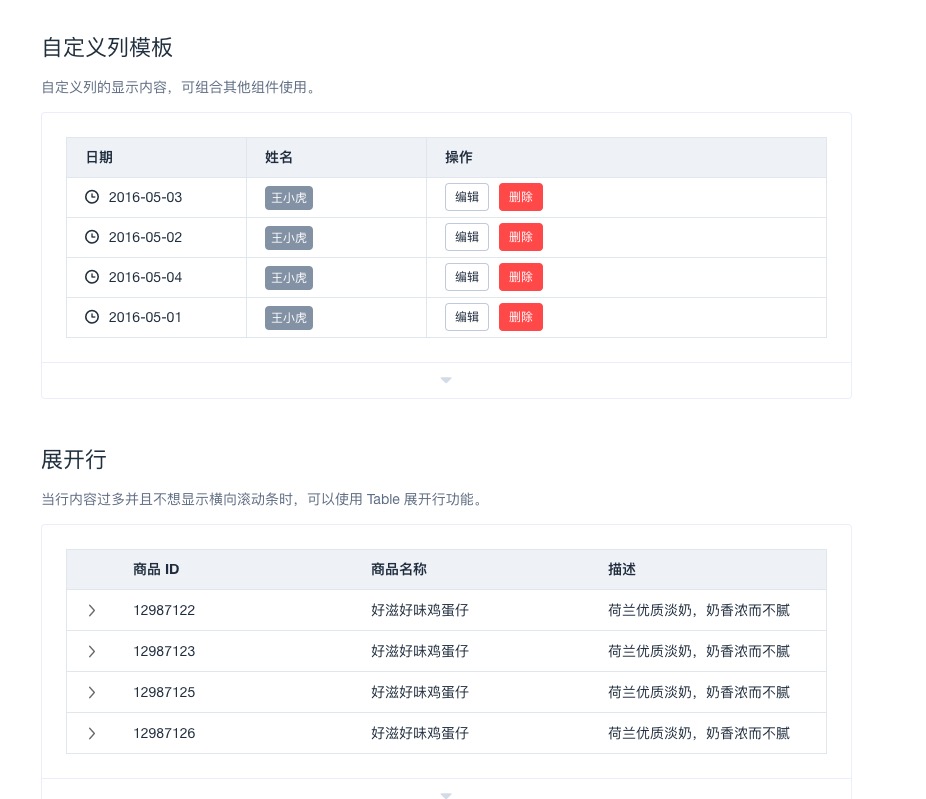 自定义列模板
自定义列的显示内容，可组合其他组件使用。
日期 姓名 操作
2016-05-03 王小虎 编辑 删除
2016-05-02 王小虎 编辑 删除
2016-05-04 王小虎 编辑 删除
2016-05-01 王小虎 编辑 删除
展开行
当行内容过多并且不想显示横向滚动条时，可以使用 Table 展开行功能。
商品 ID 商品名称 描述
12987122 好滋好味鸡蛋仔 荷兰优质淡奶，奶香浓而不腻
12987123 好滋好味鸡蛋仔 荷兰优质淡奶，奶香浓而不腻
12987125 好滋好味鸡蛋仔 荷兰优质淡奶，奶香浓而不腻
12987126 好滋好味鸡蛋仔 荷兰优质淡奶，奶香浓而不腻